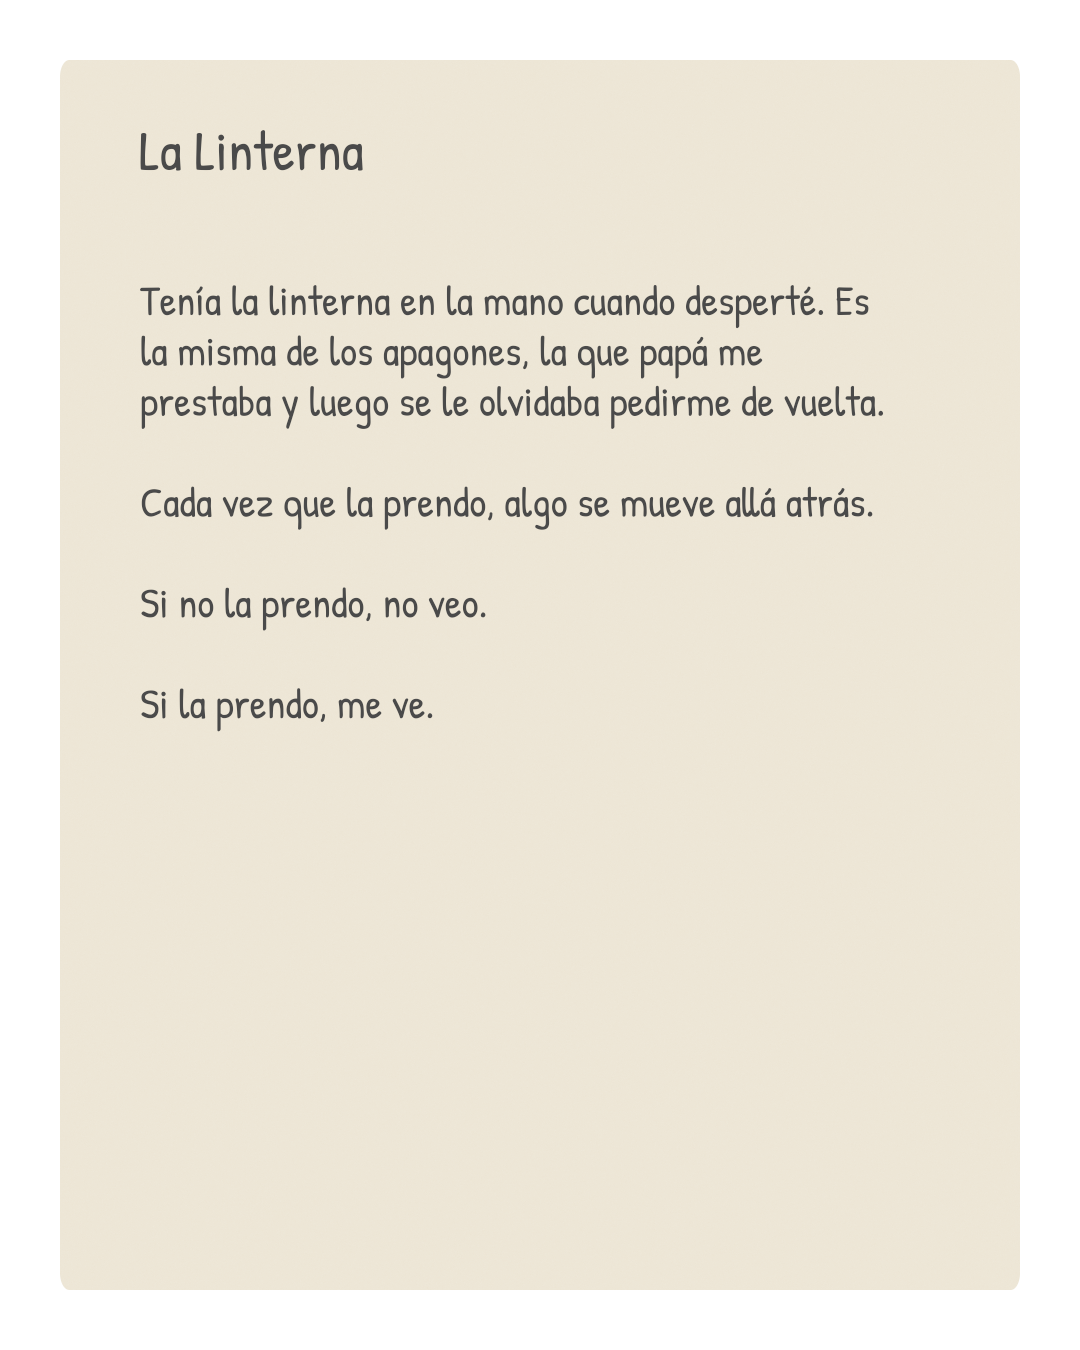 La Linterna
Tenía la linterna en la mano cuando desperté. Es
la misma de los apagones, la que papá me
prestaba y luego se le olvidaba pedirme de vuelta.
Cada vez que la prendo, algo se mueve allá atrás.
Si no la prendo, no veo.
Si la prendo, me ve.